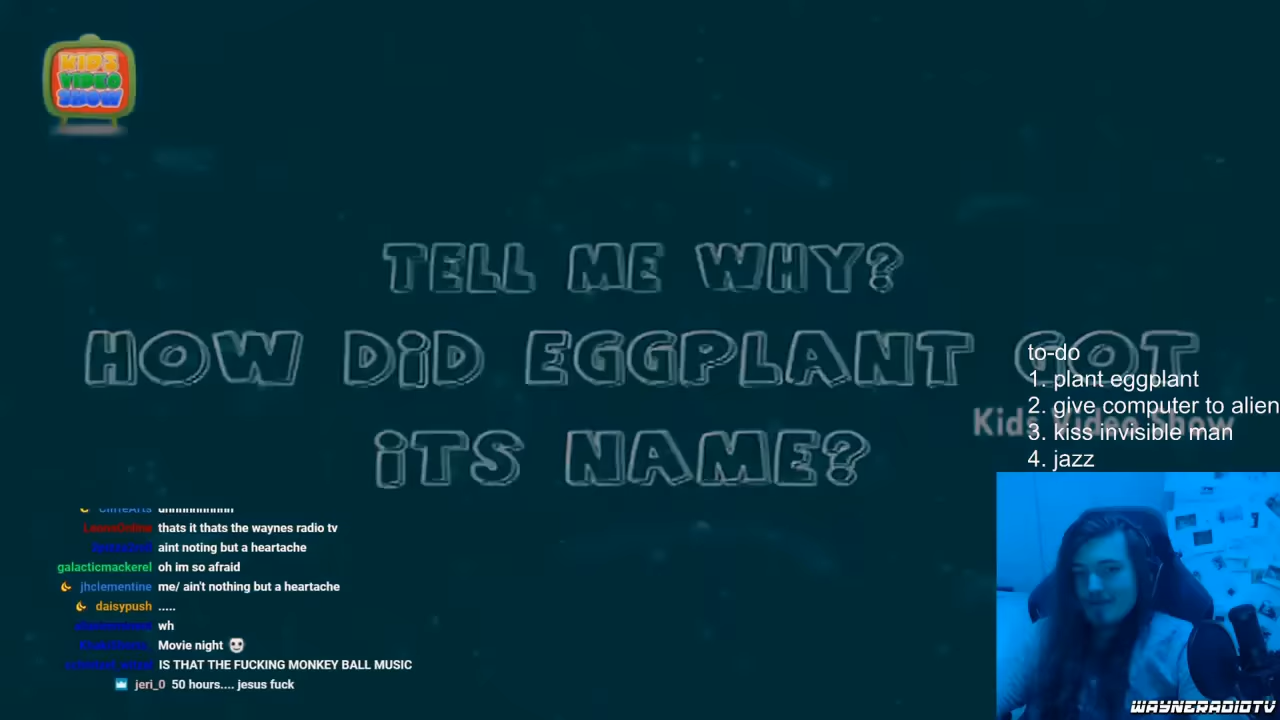 KIDS
VIDEO
SHOW
TELL ME WHY?
HOW DiD EGGPLANT GOT
iTS NAME?
Kids Video Show
to-do
1. plant eggplant
2. give computer to alien
3. kiss invisible man
4. jazz
thats it thats the waynes radio tv
aint noting but a heartache
galacticmackerel oh im so afraid
jhclementine me/ ain't nothing but a heartache
daisypush .....
wh
Movie night
IS THAT THE FUCKING MONKEY BALL MUSIC
jeri_0 50 hours.... jesus fuck
WAYNERADIOTV